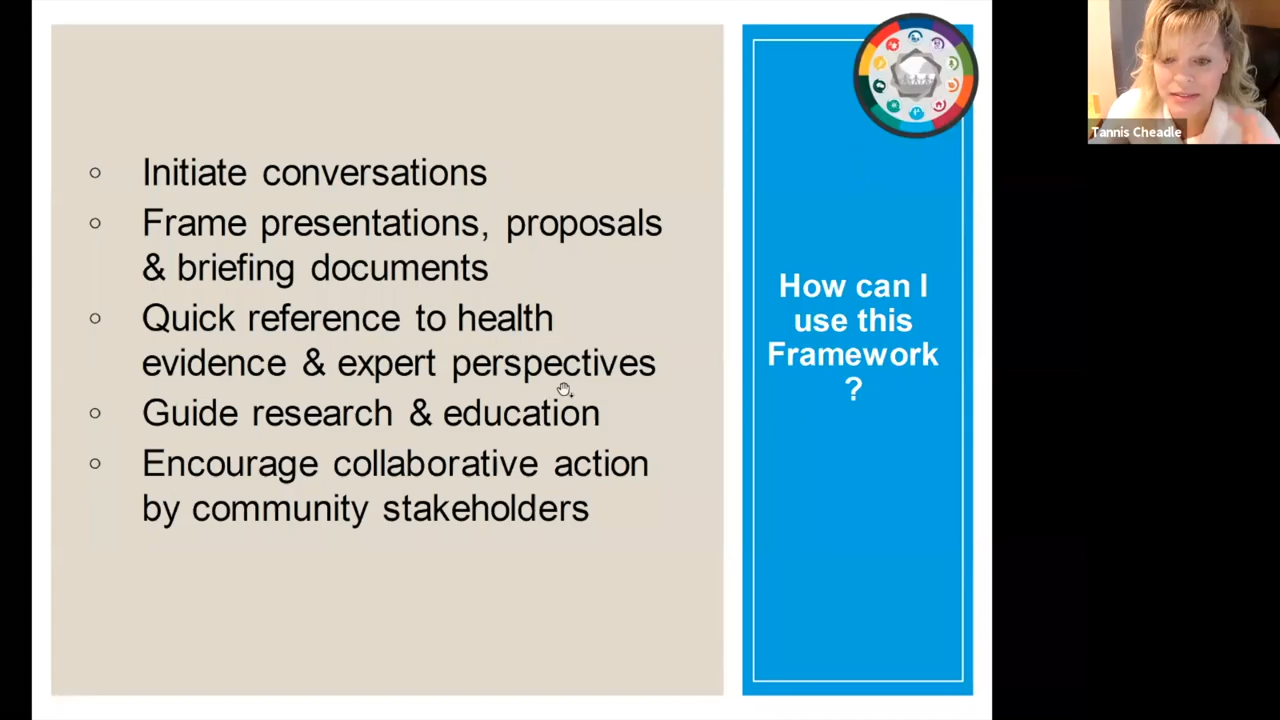 Initiate conversations
Frame presentations, proposals
& briefing documents
Quick reference to health
evidence & expert perspectives
Guide research & education
Encourage collaborative action
by community stakeholders
How can I
use this
Framework
?
Tannis Cheadle